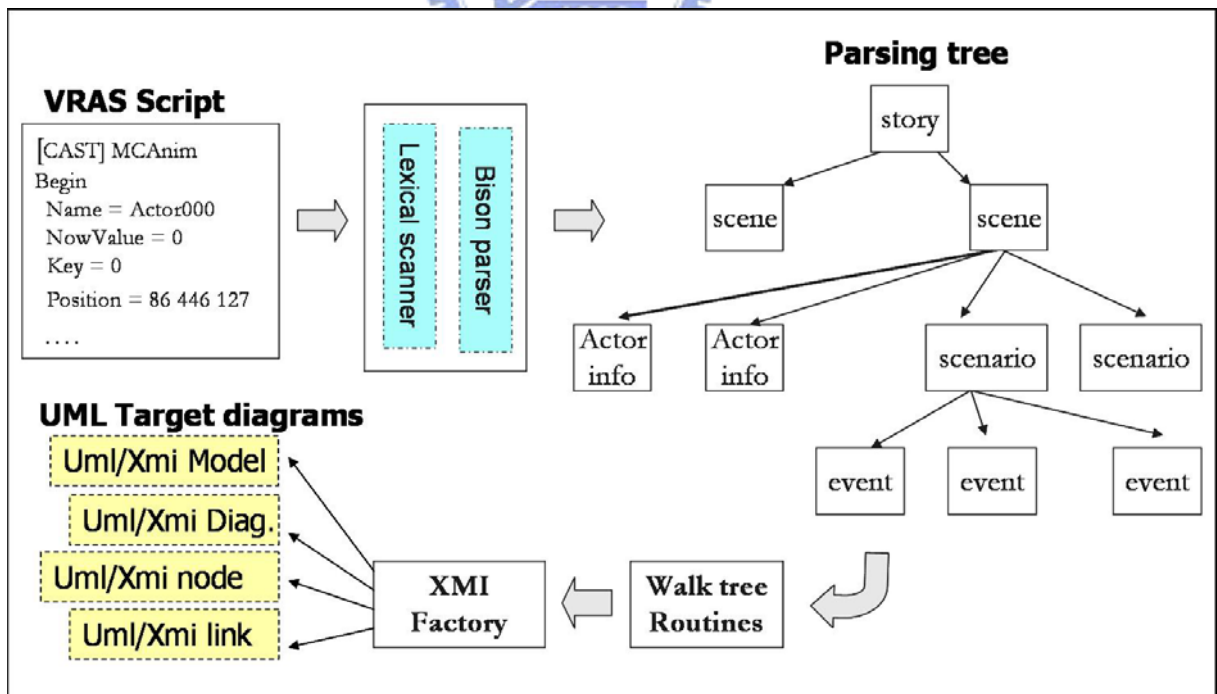 Parsing tree
VRAS Script
[CAST] MCAnim
Begin
Name = Actor000
NowValue = 0
Key = 0
Position = 86 446 127
....
Lexical scanner
Bison parser
story
scene
scene
Actor
info
Actor
info
scenario
scenario
event
event
event
UML Target diagrams
Uml/Xmi Model
Uml/Xmi Diag.
Uml/Xmi node
Uml/Xmi link
XMI
Factory
Walk tree
Routines